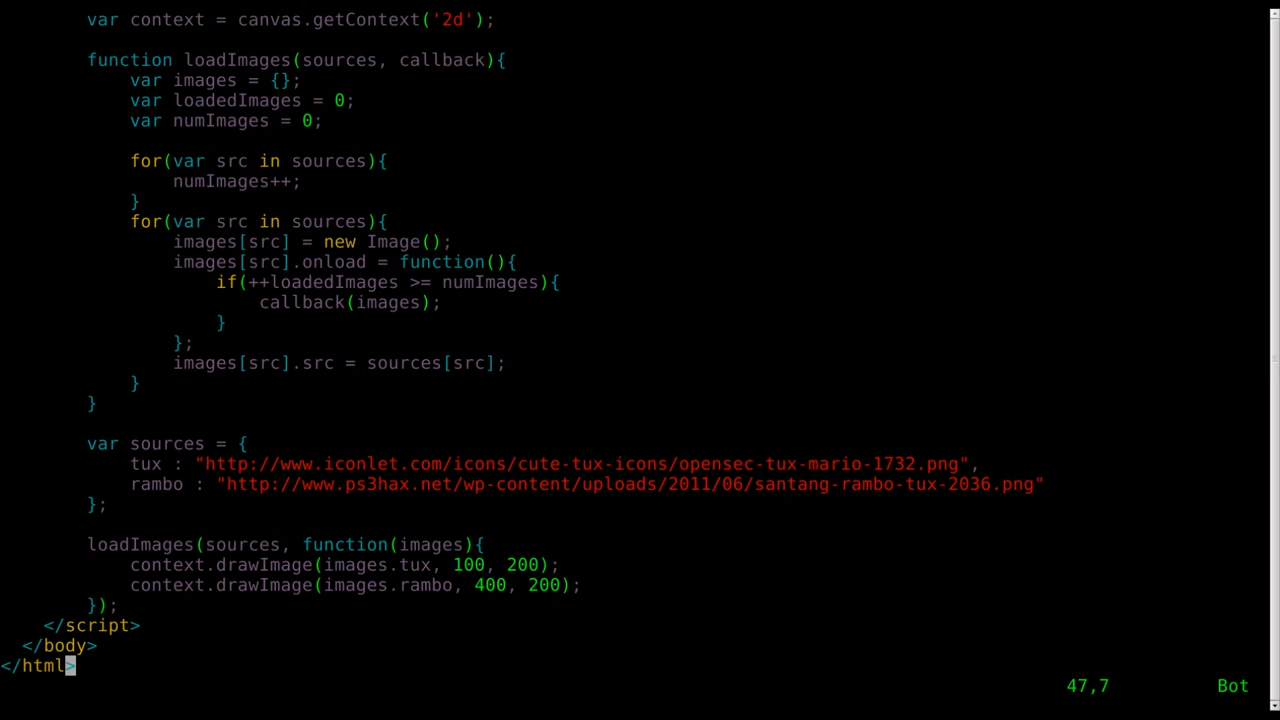 var context = canvas.getContext('2d');
function loadImages(sources, callback){
var images = {};
var loadedImages = 0;
var numImages = 0;
for(var src in sources){
numImages++;
}
for(var src in sources){
images[src] = new Image();
images[src].onload = function(){
if(++loadedImages >= numImages){
callback(images);
}
};
images[src].src = sources[src];
}
}
var sources = {
tux : "http://www.iconlet.com/icons/cute-tux-icons/opensec-tux-mario-1732.png",
rambo : "http://www.ps3hax.net/wp-content/uploads/2011/06/santang-rambo-tux-2036.png"
};
loadImages(sources, function(images){
context.drawImage(images.tux, 100, 200);
context.drawImage(images.rambo, 400, 200);
});
</script>
</body>
</html>
47,7 Bot